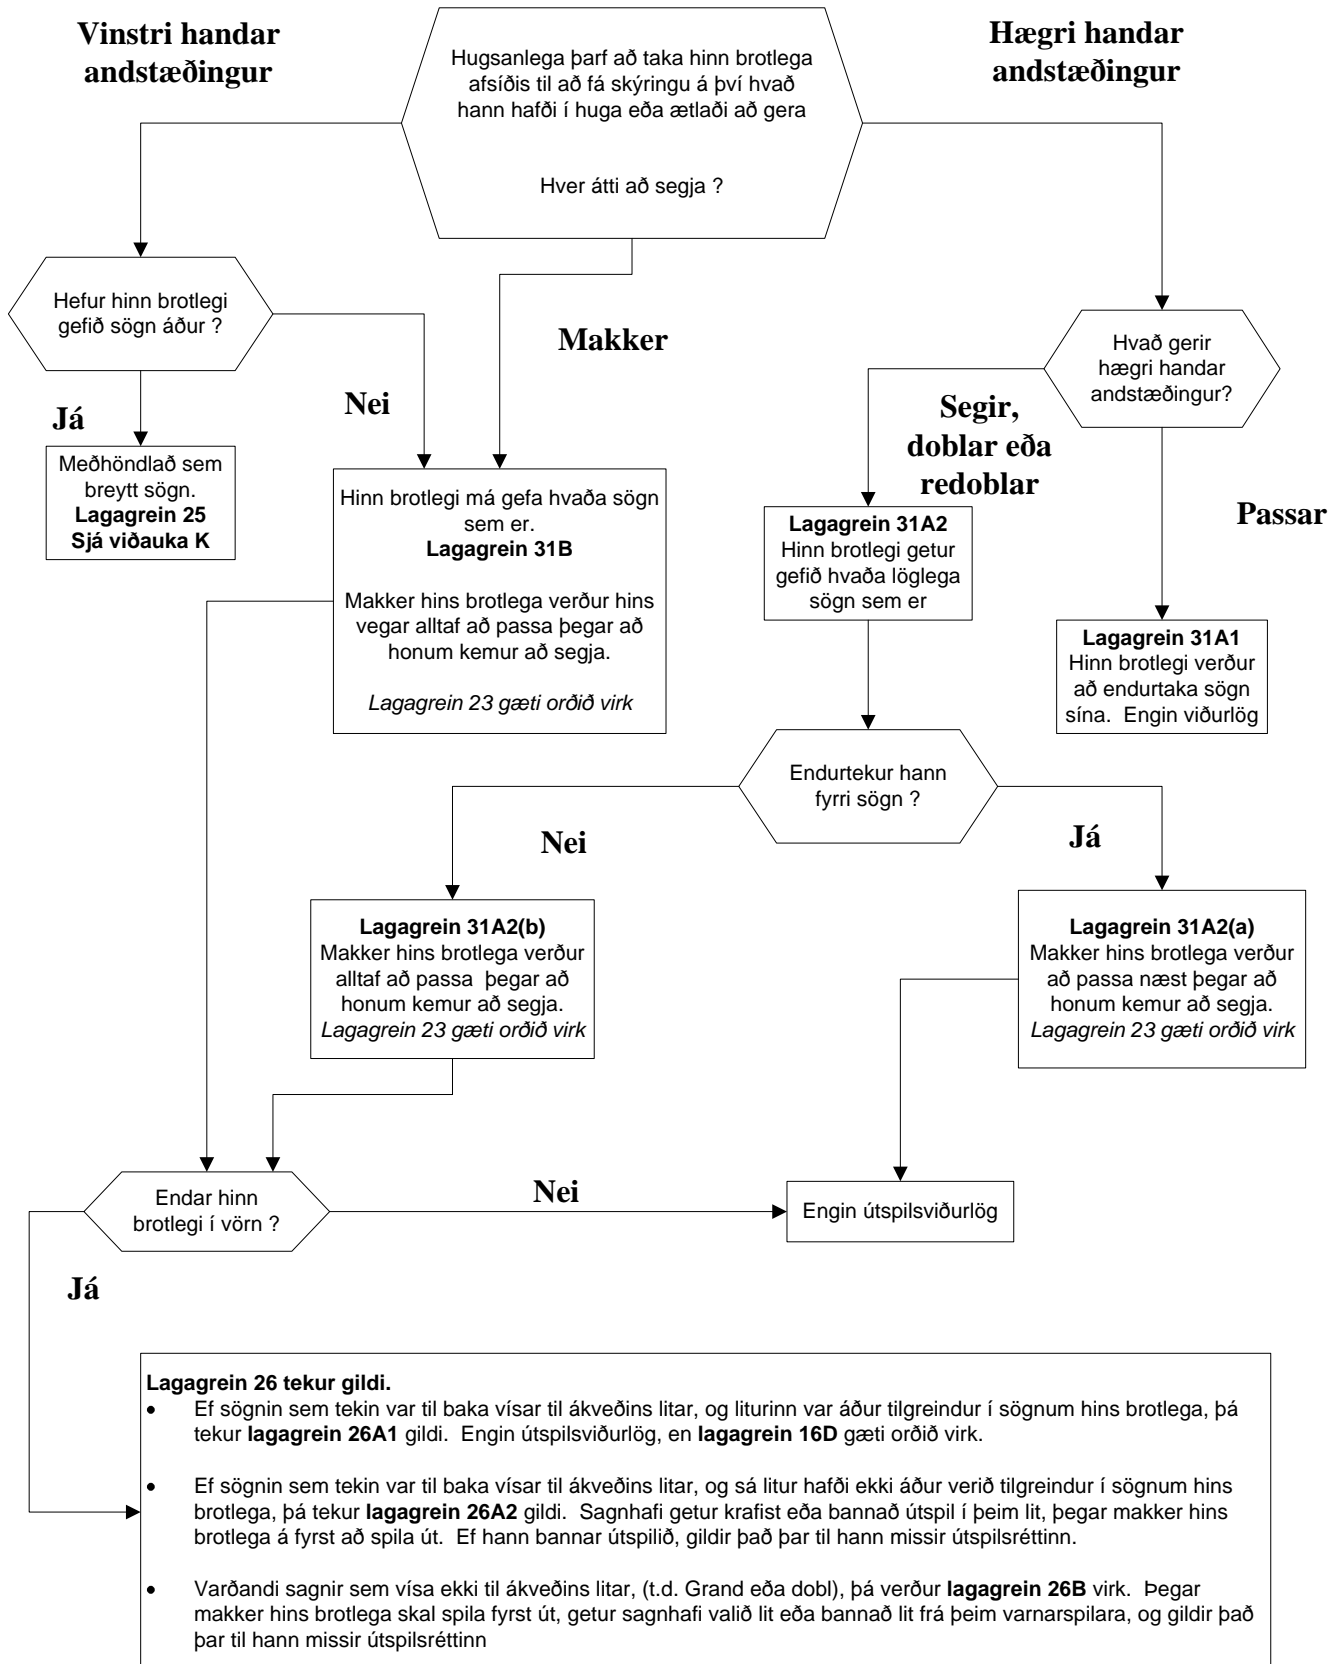 Vinstri handar
andstæðingur
Hugsanlega þarf að taka hinn brotlega
afsíðis til að fá skýringu á því hvað
hann hafði í huga eða ætlaði að gera
Hver átti að segja ?
Hægri handar
andstæðingur
Hefur hinn brotlegi
gefið sögn áður ?
Makker
Hvað gerir
hægri handar
andstæðingur?
Já
Nei
Segir,
doblar eða
redoblar
Passar
Meðhöndlað sem
breytt sögn.
Lagagrein 25
Sjá viðauka K
Hinn brotlegi má gefa hvaða sögn
sem er.
Lagagrein 31B
Makker hins brotlega verður hins
vegar alltaf að passa þegar að
honum kemur að segja.
Lagagrein 23 gæti orðið virk
Lagagrein 31A2
Hinn brotlegi getur
gefið hvaða löglega
sögn sem er
Lagagrein 31A1
Hinn brotlegi verður
að endurtaka sögn
sína.  Engin viðurlög
Endurtekur hann
fyrri sögn ?
Nei
Já
Lagagrein 31A2(b)
Makker hins brotlega verður
alltaf að passa  þegar að
honum kemur að segja.
Lagagrein 23 gæti orðið virk
Lagagrein 31A2(a)
Makker hins brotlega verður
að passa næst þegar að
honum kemur að segja.
Lagagrein 23 gæti orðið virk
Endar hinn
brotlegi í vörn ?
Nei
Engin útspilsviðurlög
Já
Lagagrein 26 tekur gildi.
• Ef sögnin sem tekin var til baka vísar til ákveðins litar, og liturinn var áður tilgreindur í sögnum hins brotlega, þá
tekur lagagrein 26A1 gildi.  Engin útspilsviðurlög, en lagagrein 16D gæti orðið virk.
• Ef sögnin sem tekin var til baka vísar til ákveðins litar, og sá litur hafði ekki áður verið tilgreindur í sögnum hins
brotlega, þá tekur lagagrein 26A2 gildi.  Sagnhafi getur krafist eða bannað útspil í þeim lit, þegar makker hins
brotlega á fyrst að spila út.  Ef hann bannar útspilið, gildir það þar til hann missir útspilsréttinn.
• Varðandi sagnir sem vísa ekki til ákveðins litar, (t.d. Grand eða dobl), þá verður lagagrein 26B virk.  Þegar
makker hins brotlega skal spila fyrst út, getur sagnhafi valið lit eða bannað lit frá þeim varnarspilara, og gildir það
þar til hann missir útspilsréttinn